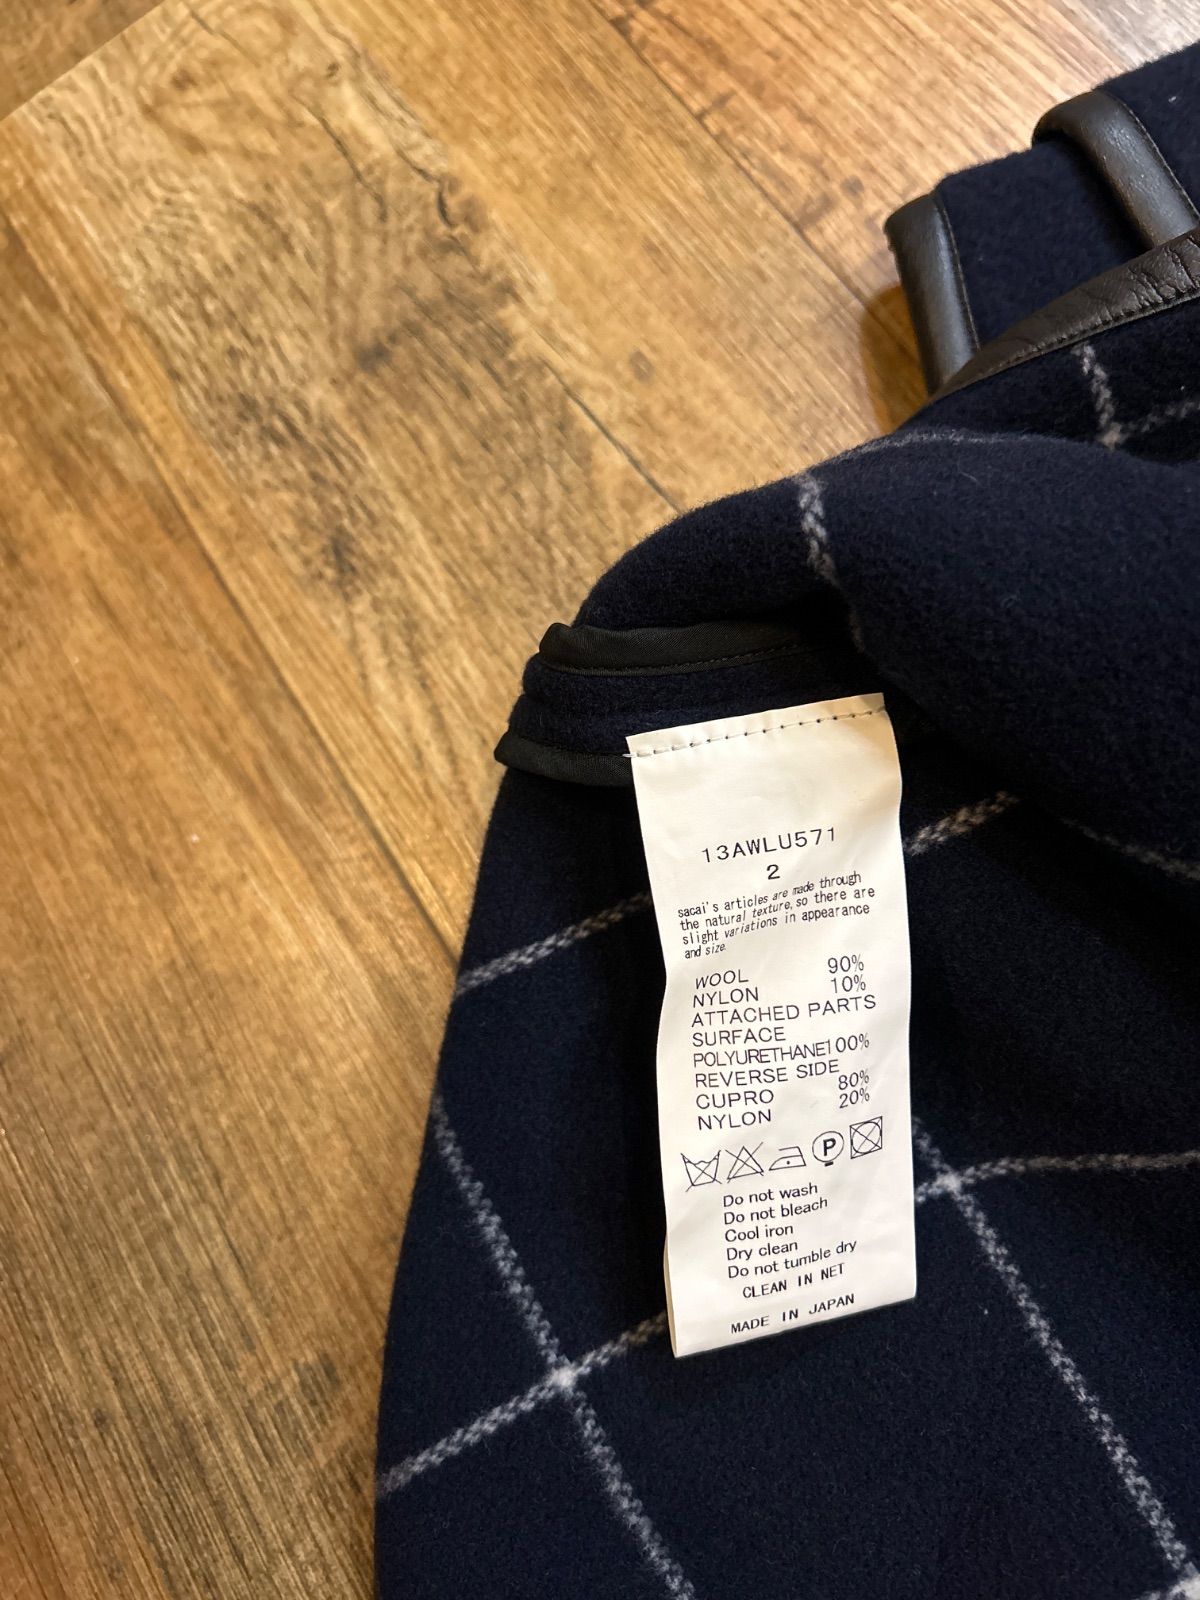 13AWLU571
2
sacai's articles are made through
the natural texture, so there are
slight variations in appearance
and size.
WOOL 90%
NYLON 10%
ATTACHED PARTS
SURFACE
POLYURETHANE100%
REVERSE SIDE
CUPRO 80%
NYLON 20%
P
Do not wash
Do not bleach
Cool iron
Dry clean
Do not tumble dry
CLEAN IN NET
MADE IN JAPAN